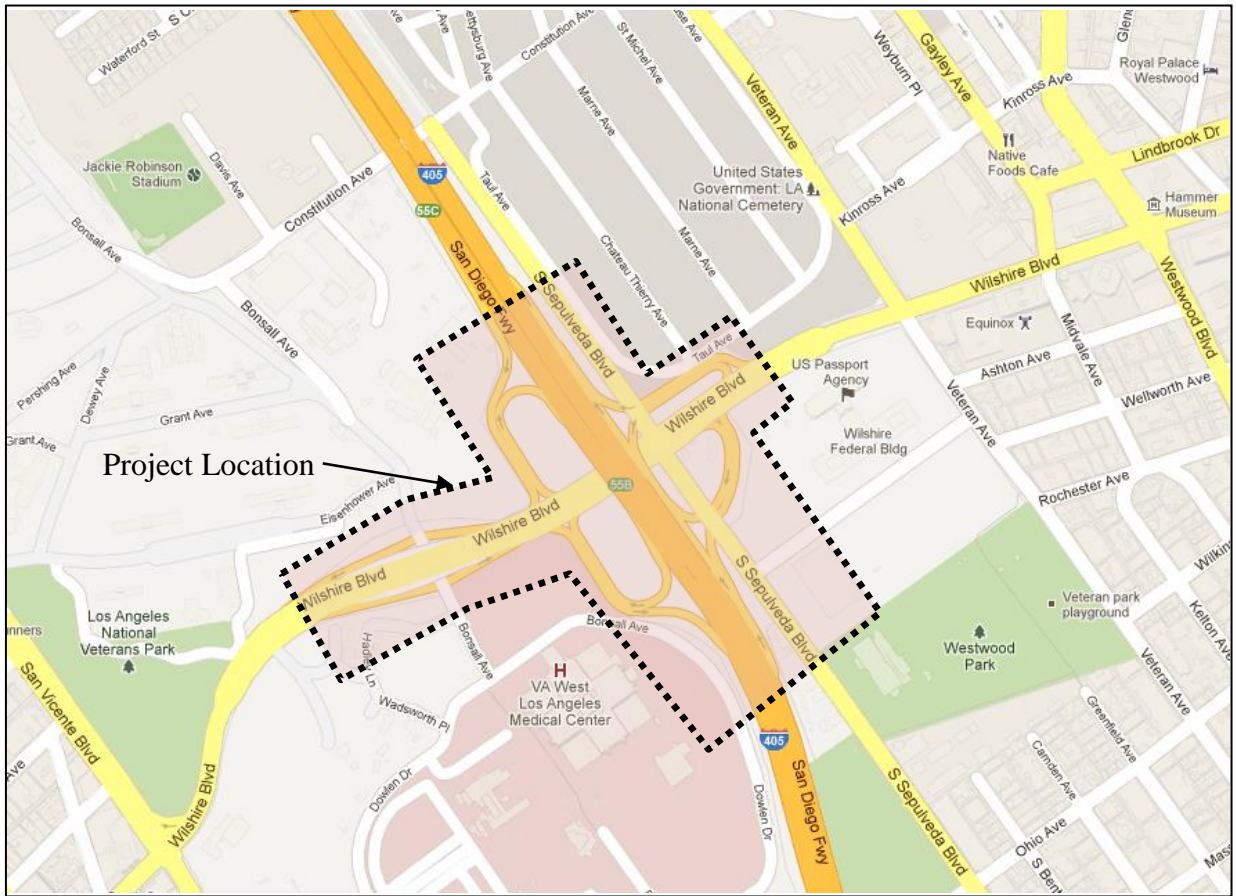 Waterford St
Constitution Ave
Gettysburg Ave
St Michel Ave
Marne Ave
Veteran Ave
Weyburn Pl
Gayley Ave
Kinross Ave
Royal Palace
Westwood
Lindbrook Dr
Native
Foods Cafe
Hammer
Museum
Jackie Robinson
Stadium
Davis Ave
Constitution Ave
405
55C
Taul Ave
United States
Government: LA
National Cemetery
Kinross Ave
Bonsall Ave
San Diego Fwy
S Sepulveda Blvd
Chateau Thierry Ave
Marne Ave
Wilshire Blvd
Westwood Blvd
Bonsall Ave
Equinox
Midvale Ave
Taul Ave
Ashton Ave
US Passport
Agency
Veteran Ave
Wellworth Ave
Pershing Ave
Dewey Ave
Grant Ave
Grant Ave
Wilshire Blvd
Wilshire
Federal Bldg
Project Location
Eisenhower Ave
55B
Rochester Ave
Wilshire Blvd
Wilshire Blvd
S Sepulveda Blvd
Veteran park
playground
Kelton Ave
Los Angeles
National
Veterans Park
Bonsall Ave
Bonsall Ave
Westwood
Park
Veteran Ave
Hadley Ln
H
VA West
Los Angeles
Medical Center
Wadsworth Pl
San Vicente Blvd
Greenfield Ave
Camden Ave
405
Dowlen Dr
Dowlen Dr
San Diego Fwy
S Sepulveda Blvd
Wilshire Blvd
Ohio Ave